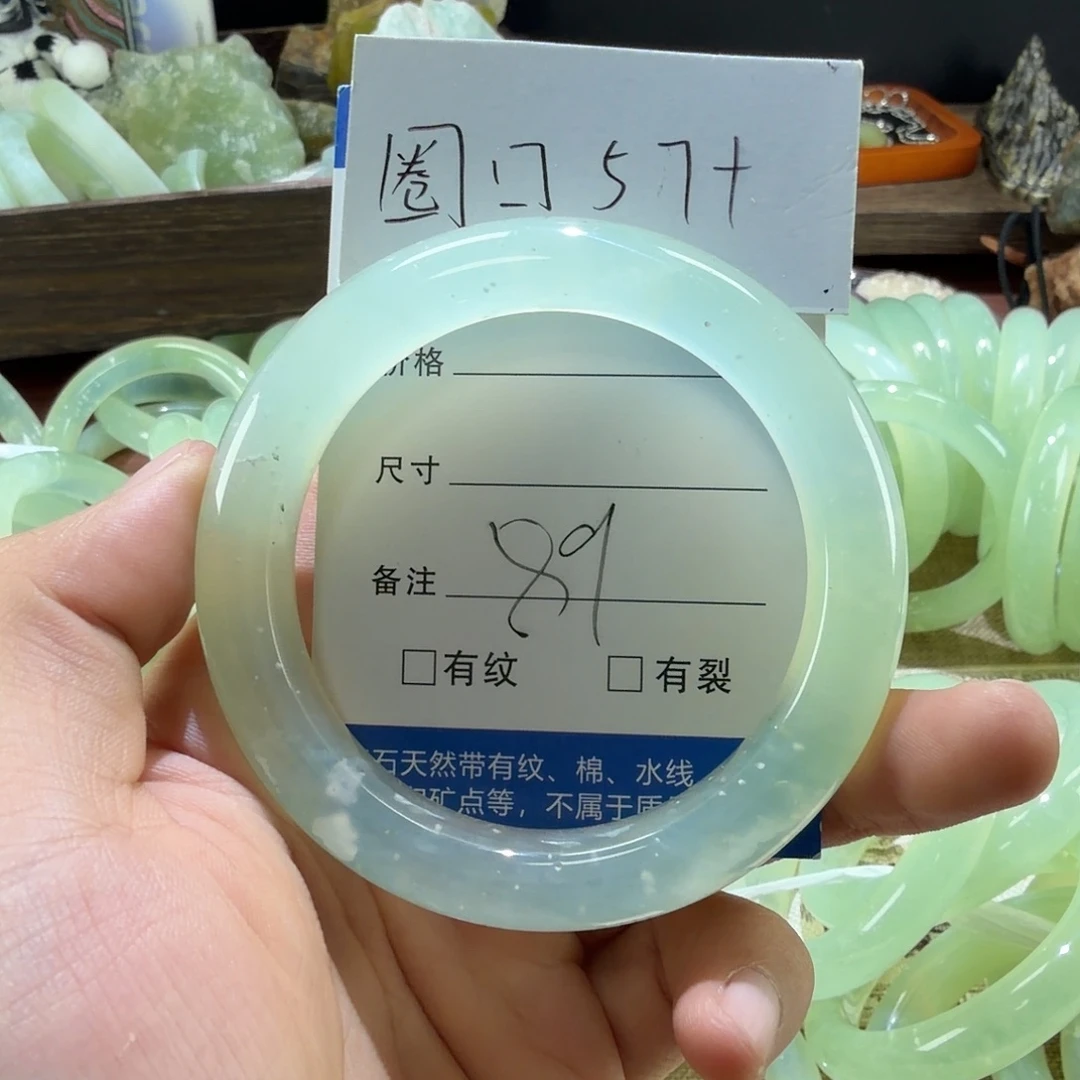 圈口57+
价格
尺寸
89
备注
□有纹 □有裂
石天然带有纹、棉、水线
矿点等，不属于质